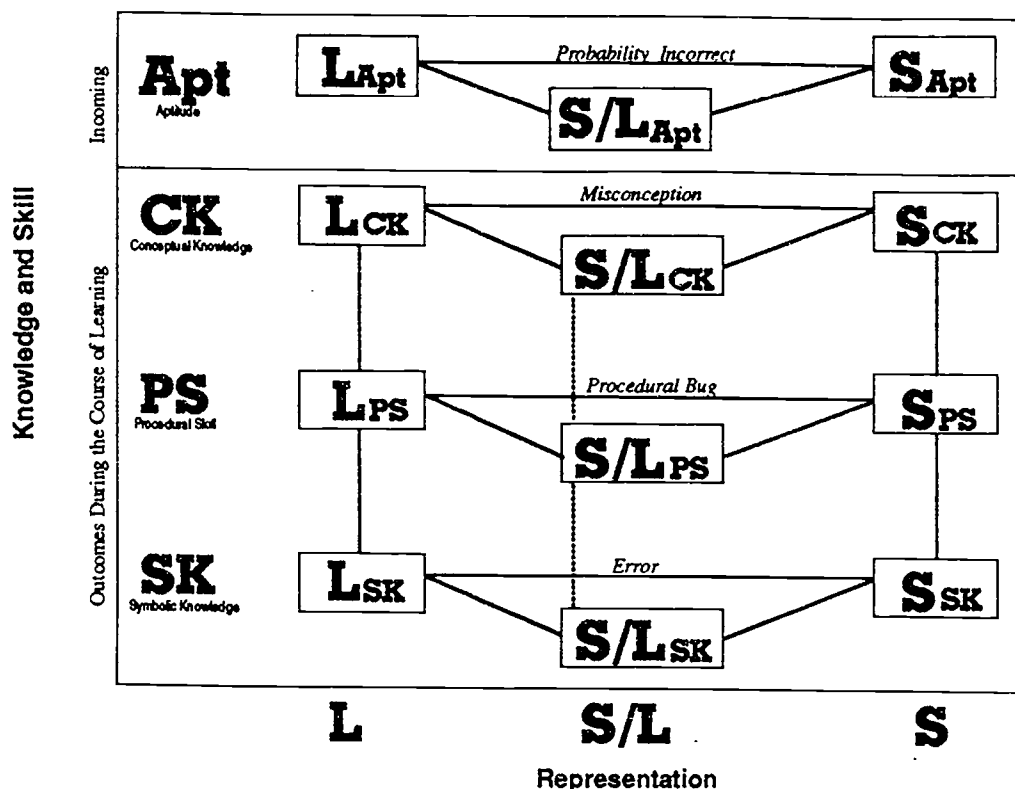 Knowledge and Skill
Incoming
Outcomes During the Course of Learning
Apt
Aptitude
LApt
Probability Incorrect
SApt
S/LApt
CK
Conceptual Knowledge
LCK
Misconception
SCK
S/LCK
PS
Procedural Skill
LPS
Procedural Bug
SPS
S/LPS
SK
Symbolic Knowledge
LSK
Error
SSK
S/LSK
L
S/L
S
Representation